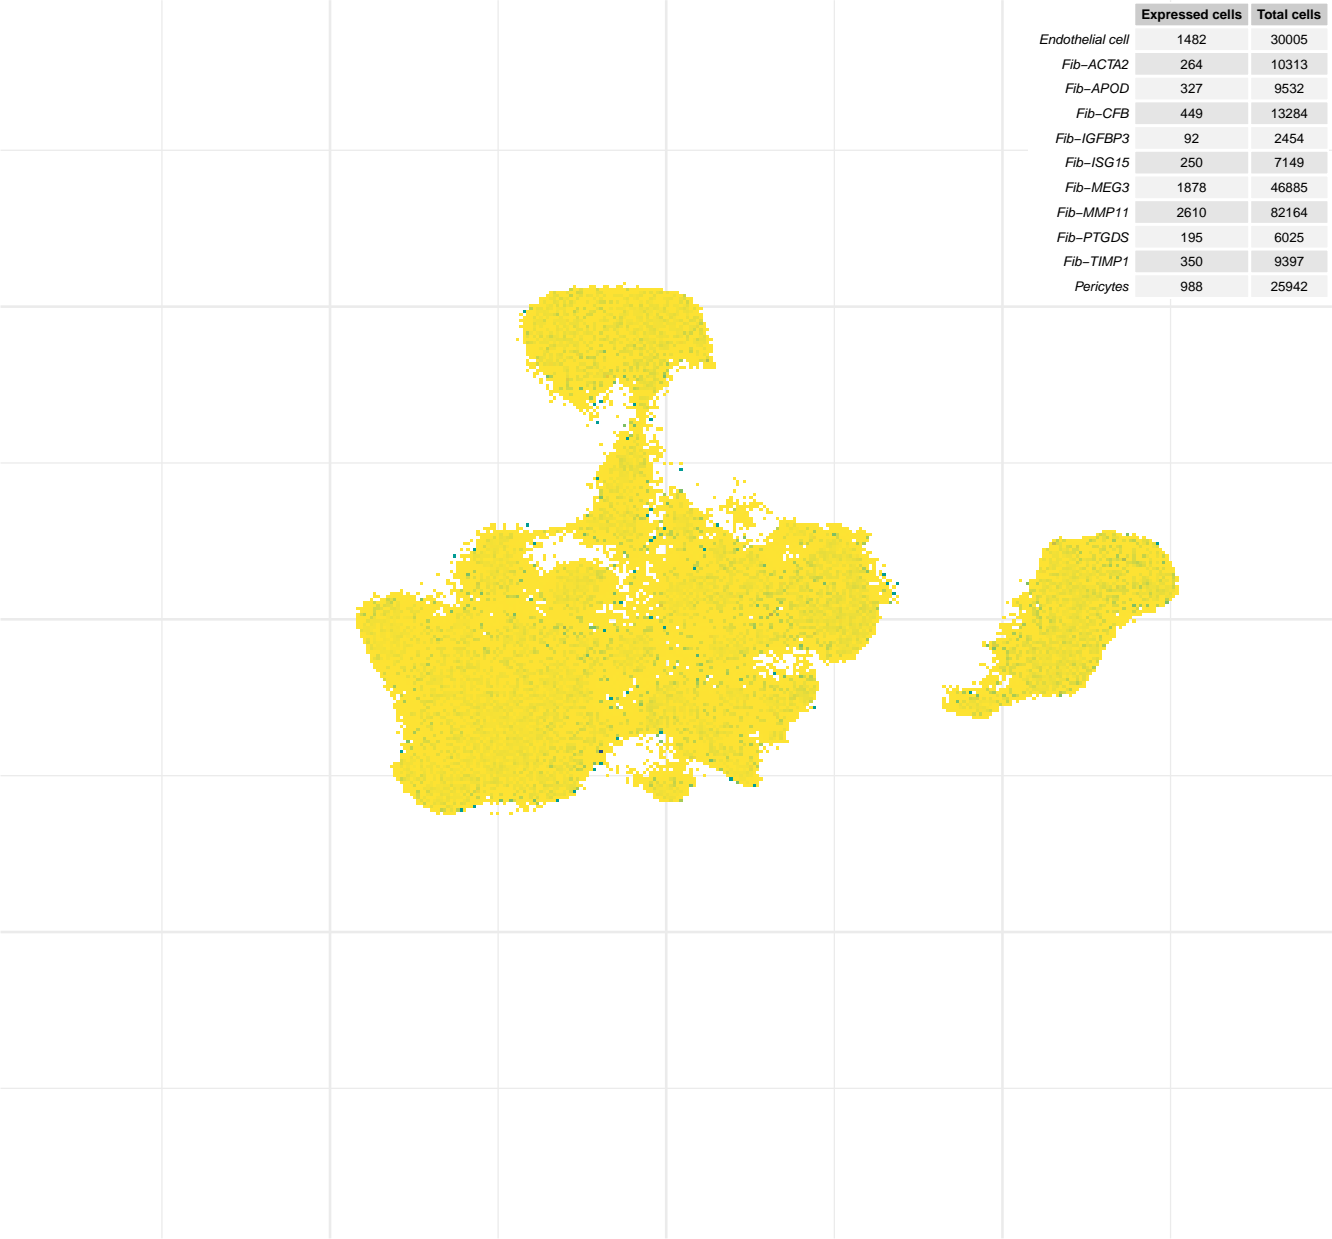 Expressed cells Total cells
Endothelial cell 1482 30005
Fib−ACTA2 264 10313
Fib−APOD 327 9532
Fib−CFB 449 13284
Fib−IGFBP3 92 2454
Fib−ISG15 250 7149
Fib−MEG3 1878 46885
Fib−MMP11 2610 82164
Fib−PTGDS 195 6025
Fib−TIMP1 350 9397
Pericytes 988 25942